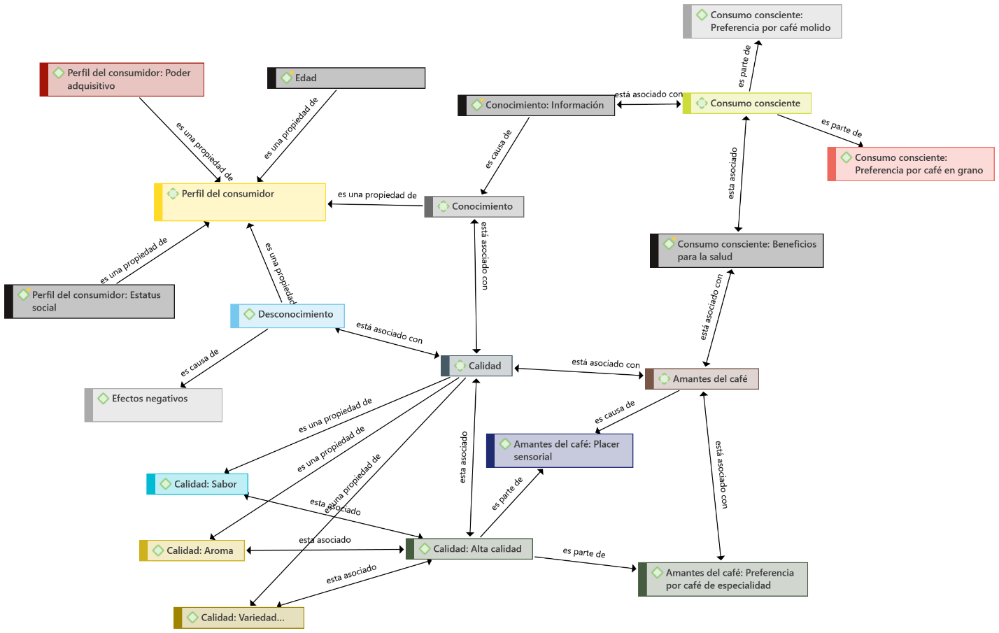 Consumo consciente:
Preferencia por café molido
es parte de
Perfil del consumidor: Poder
adquisitivo
Edad
está asociado con
Conocimiento: Información
Consumo consciente
es una propiedad de
es una propiedad de
es causa de
es parte de
Consumo consciente:
Preferencia por café en grano
esta asociado
Perfil del consumidor
es una propiedad de
Conocimiento
está asociado con
Consumo consciente: Beneficios
para la salud
es una propiedad de
es una propiedad
Perfil del consumidor: Estatus
social
Desconocimiento
está asociado con
está asociado con
es causa de
Calidad
está asociado con
Amantes del café
Efectos negativos
es una propiedad de
es causa de
es una propiedad de
esta asociado
Amantes del café: Placer
sensorial
está asociado con
es una propiedad de
Calidad: Sabor
es parte de
esta asociado
esta asociado
Calidad: Aroma
Calidad: Alta calidad
es parte de
esta asociado
Amantes del café: Preferencia
por café de especialidad
Calidad: Variedad...